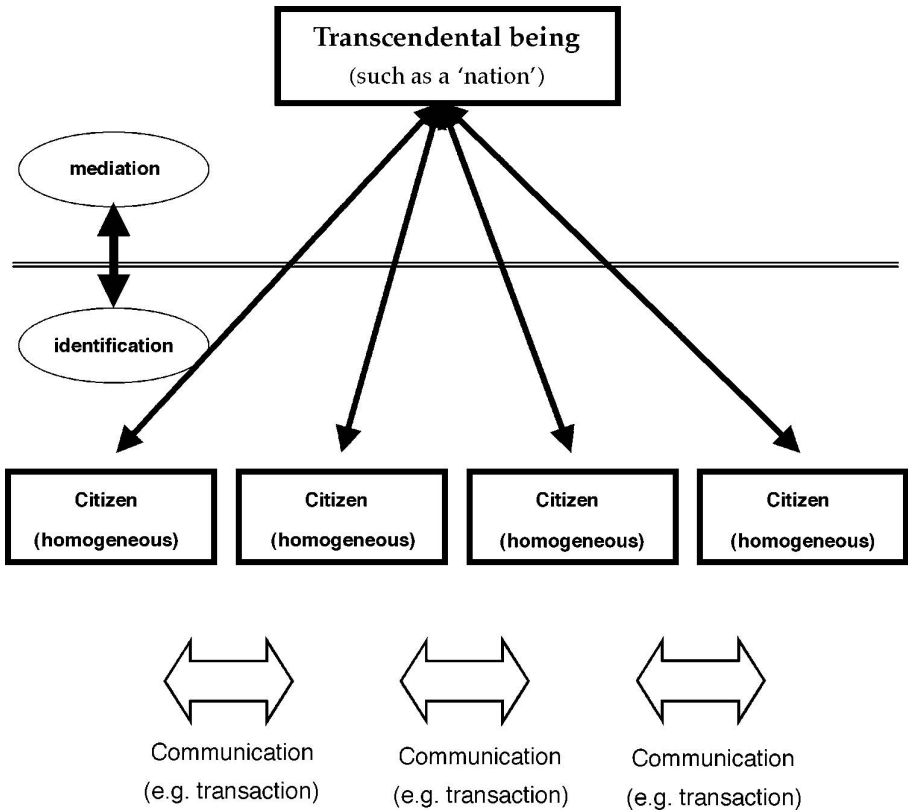 Transcendental being
(such as a ‘nation’)
mediation
identification
Citizen
(homogeneous)
Citizen
(homogeneous)
Citizen
(homogeneous)
Citizen
(homogeneous)
Communication
(e.g. transaction)
Communication
(e.g. transaction)
Communication
(e.g. transaction)